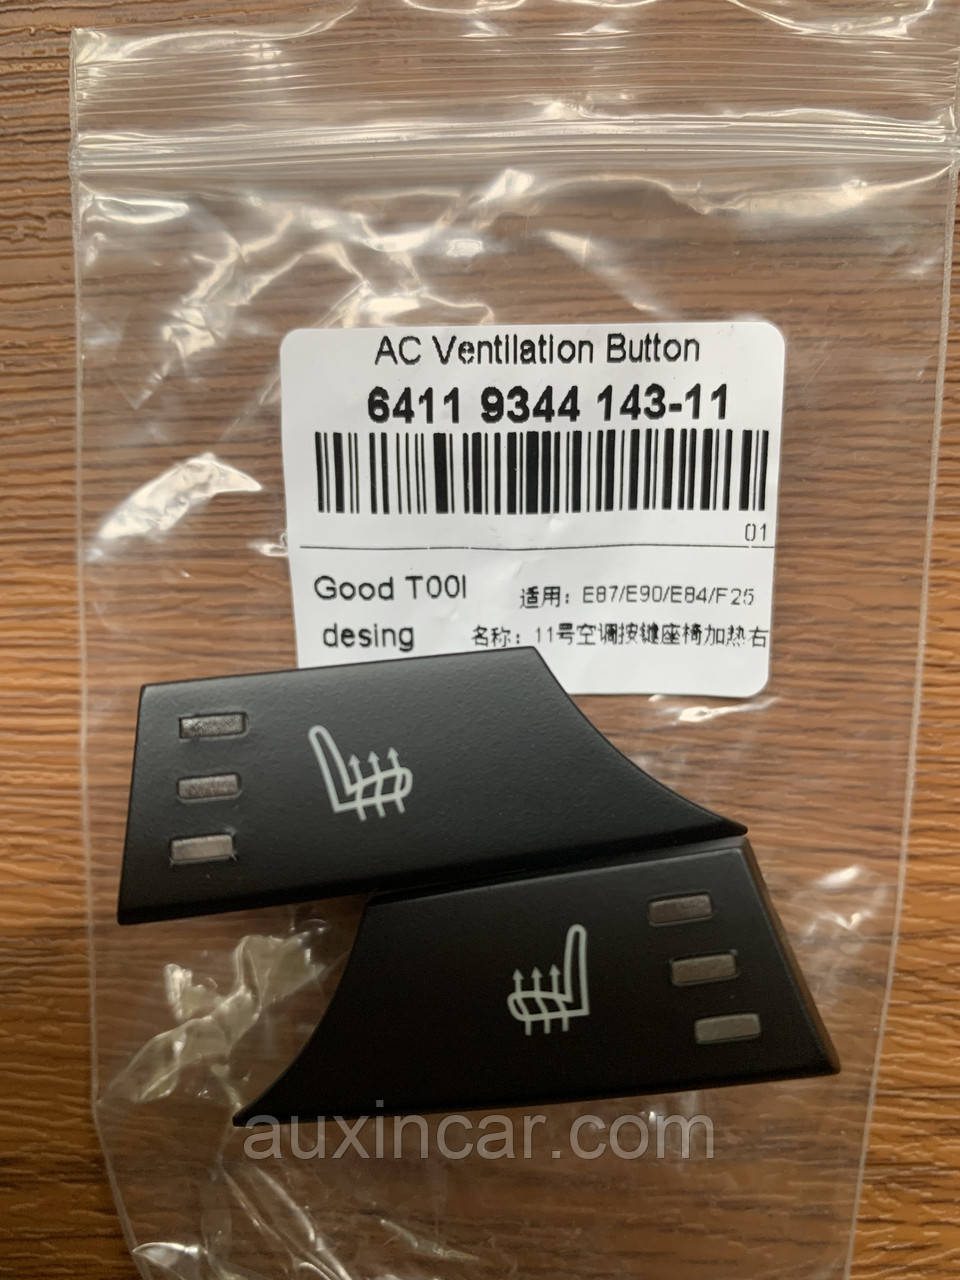 AC Ventilation Button
6411 9344 143-11
01
Good T00l
desing
适用：E87/E90/E84/F25
名称：11号空调按键座椅加热右
auxincar.com